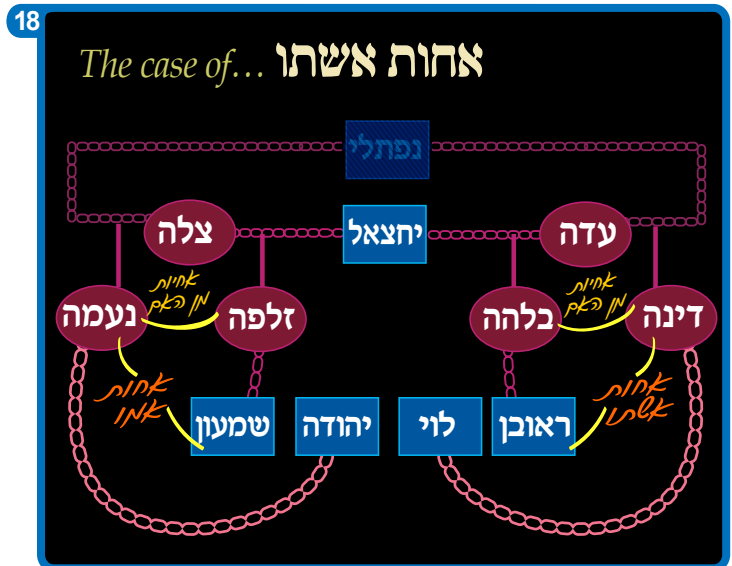 18
The case of… אחות אשתו
נפתלי
עדה
יחצאל
צלה
אחיות
מן האם
אחיות
מן האם
דינה
בלהה
זלפה
נעמה
אחות
אשתו
אחות
אמו
ראובן
לוי
יהודה
שמעון